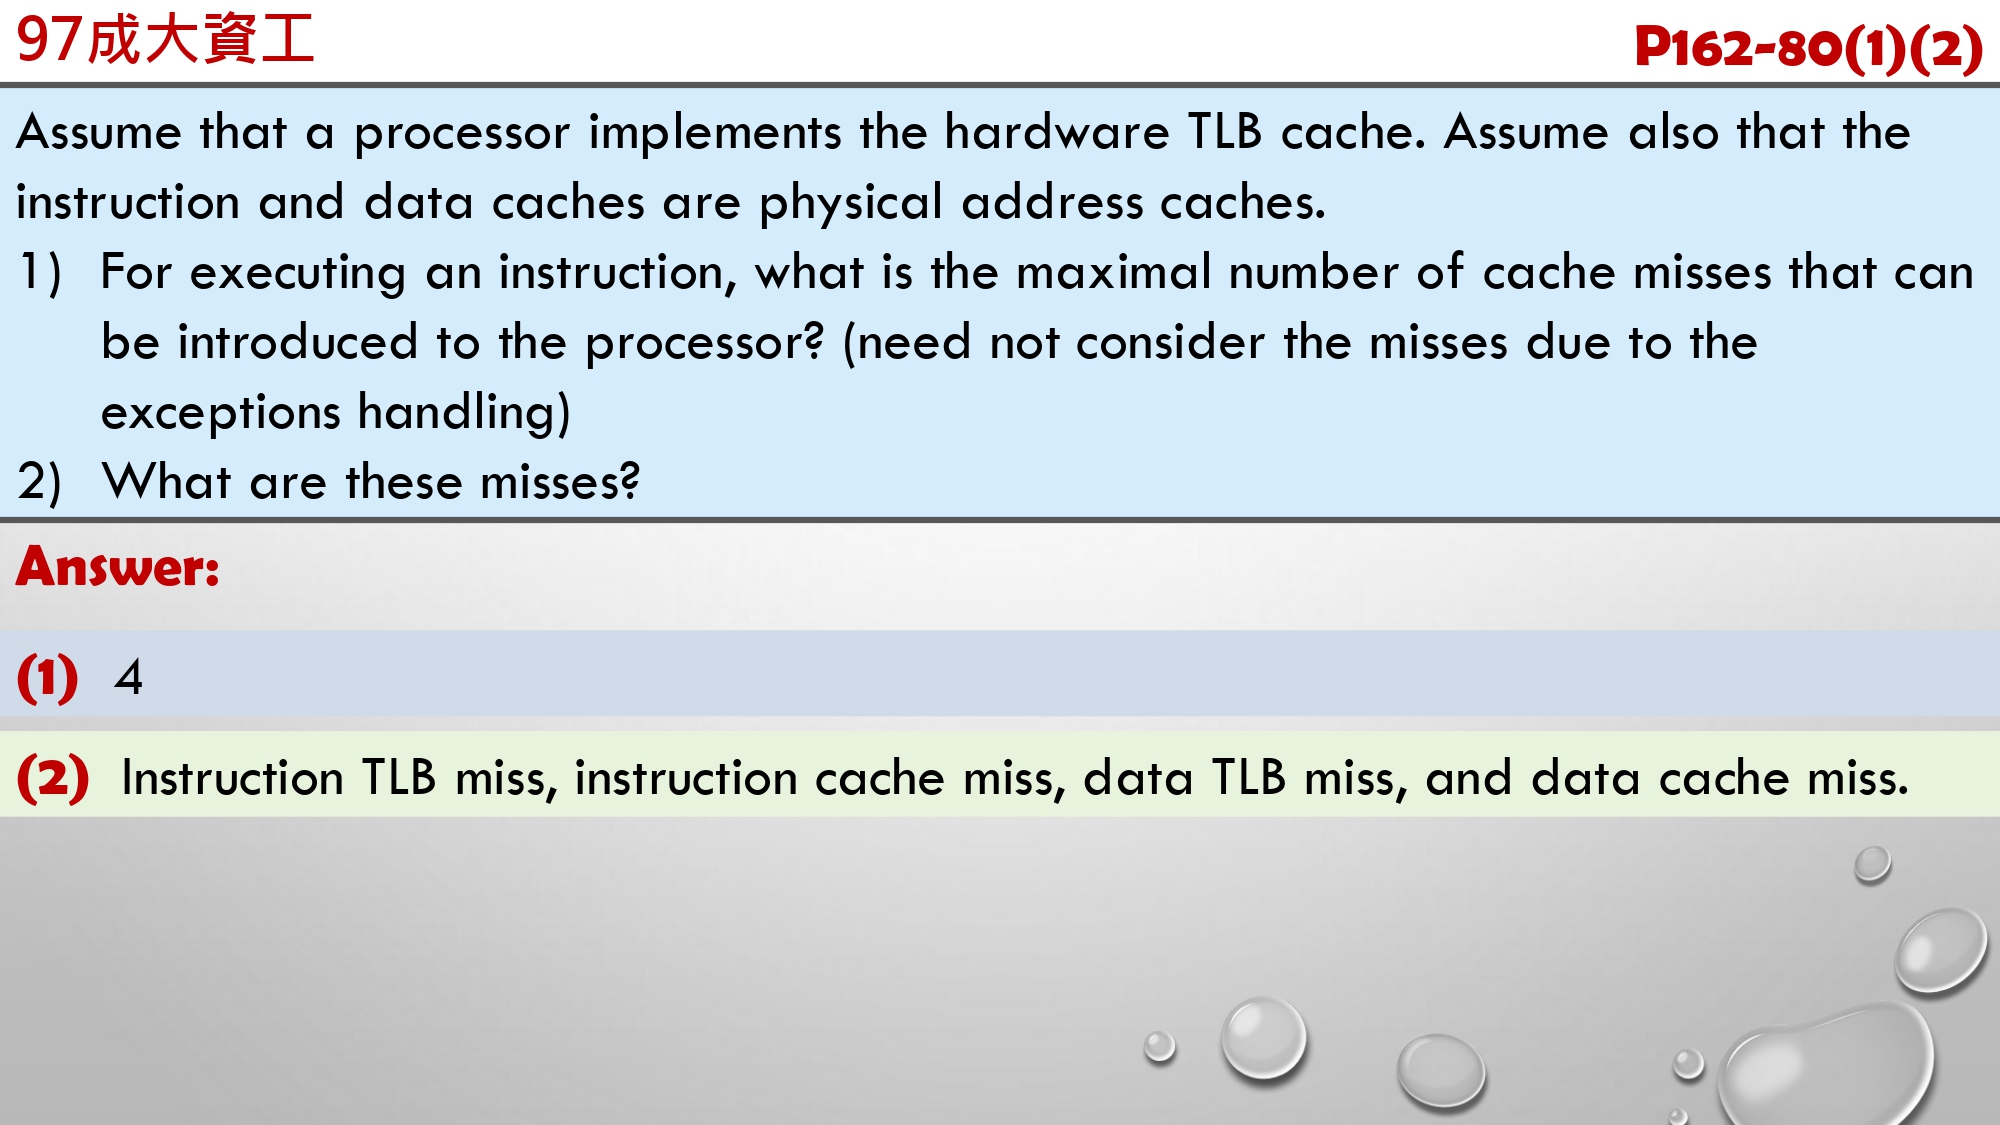 97成大資工
P162-80(1)(2)
Assume that a processor implements the hardware TLB cache. Assume also that the
instruction and data caches are physical address caches.
1) For executing an instruction, what is the maximal number of cache misses that can
be introduced to the processor? (need not consider the misses due to the
exceptions handling)
2) What are these misses?
Answer:
(1) 4
(2) Instruction TLB miss, instruction cache miss, data TLB miss, and data cache miss.